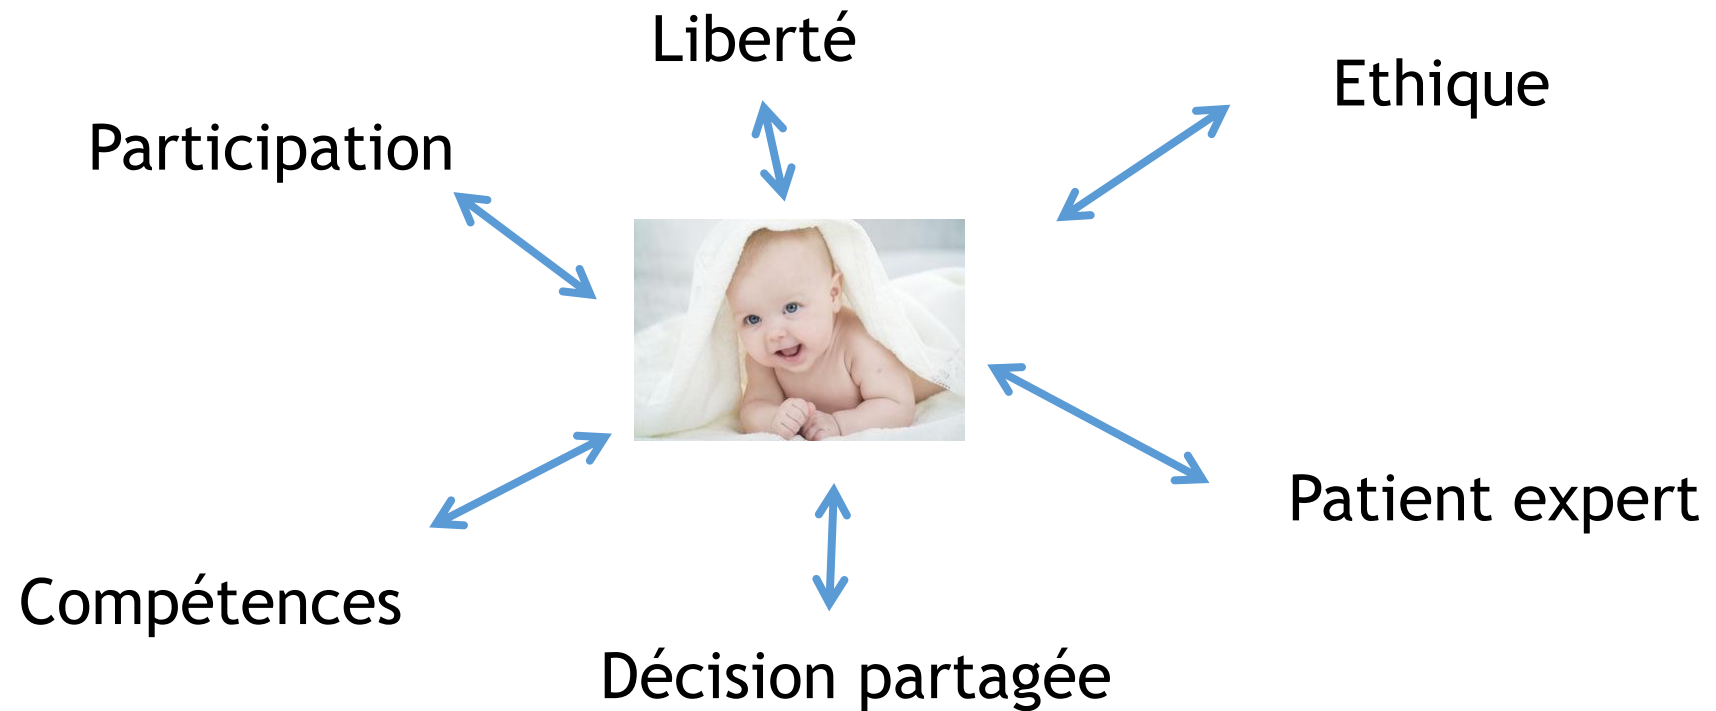 Liberté
Ethique
Participation
Patient expert
Compétences
Décision partagée